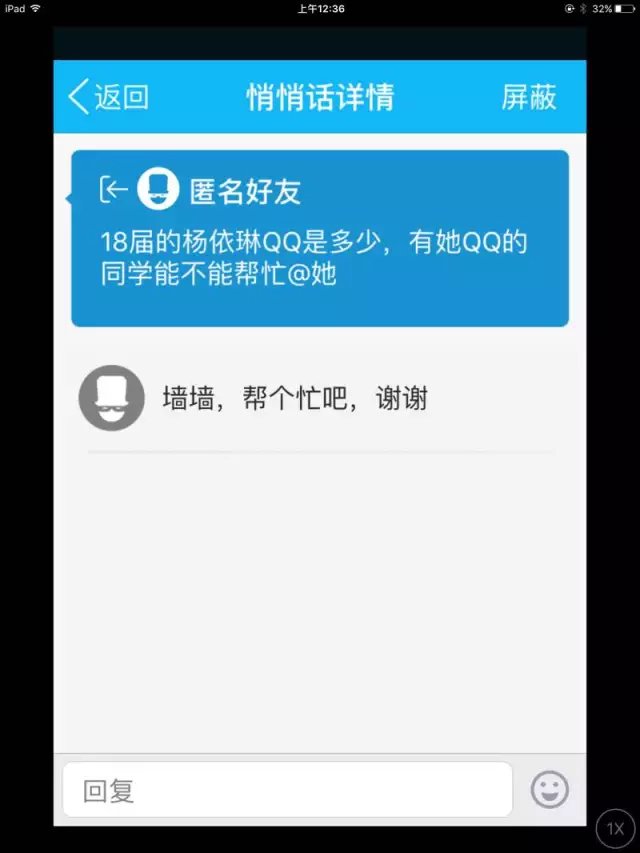 iPad 上午12:36 32%
返回 悄悄话详情 屏蔽
匿名好友
18届的杨依琳QQ是多少，有她QQ的
同学能不能帮忙@她
墙墙，帮个忙吧，谢谢
回复
1X